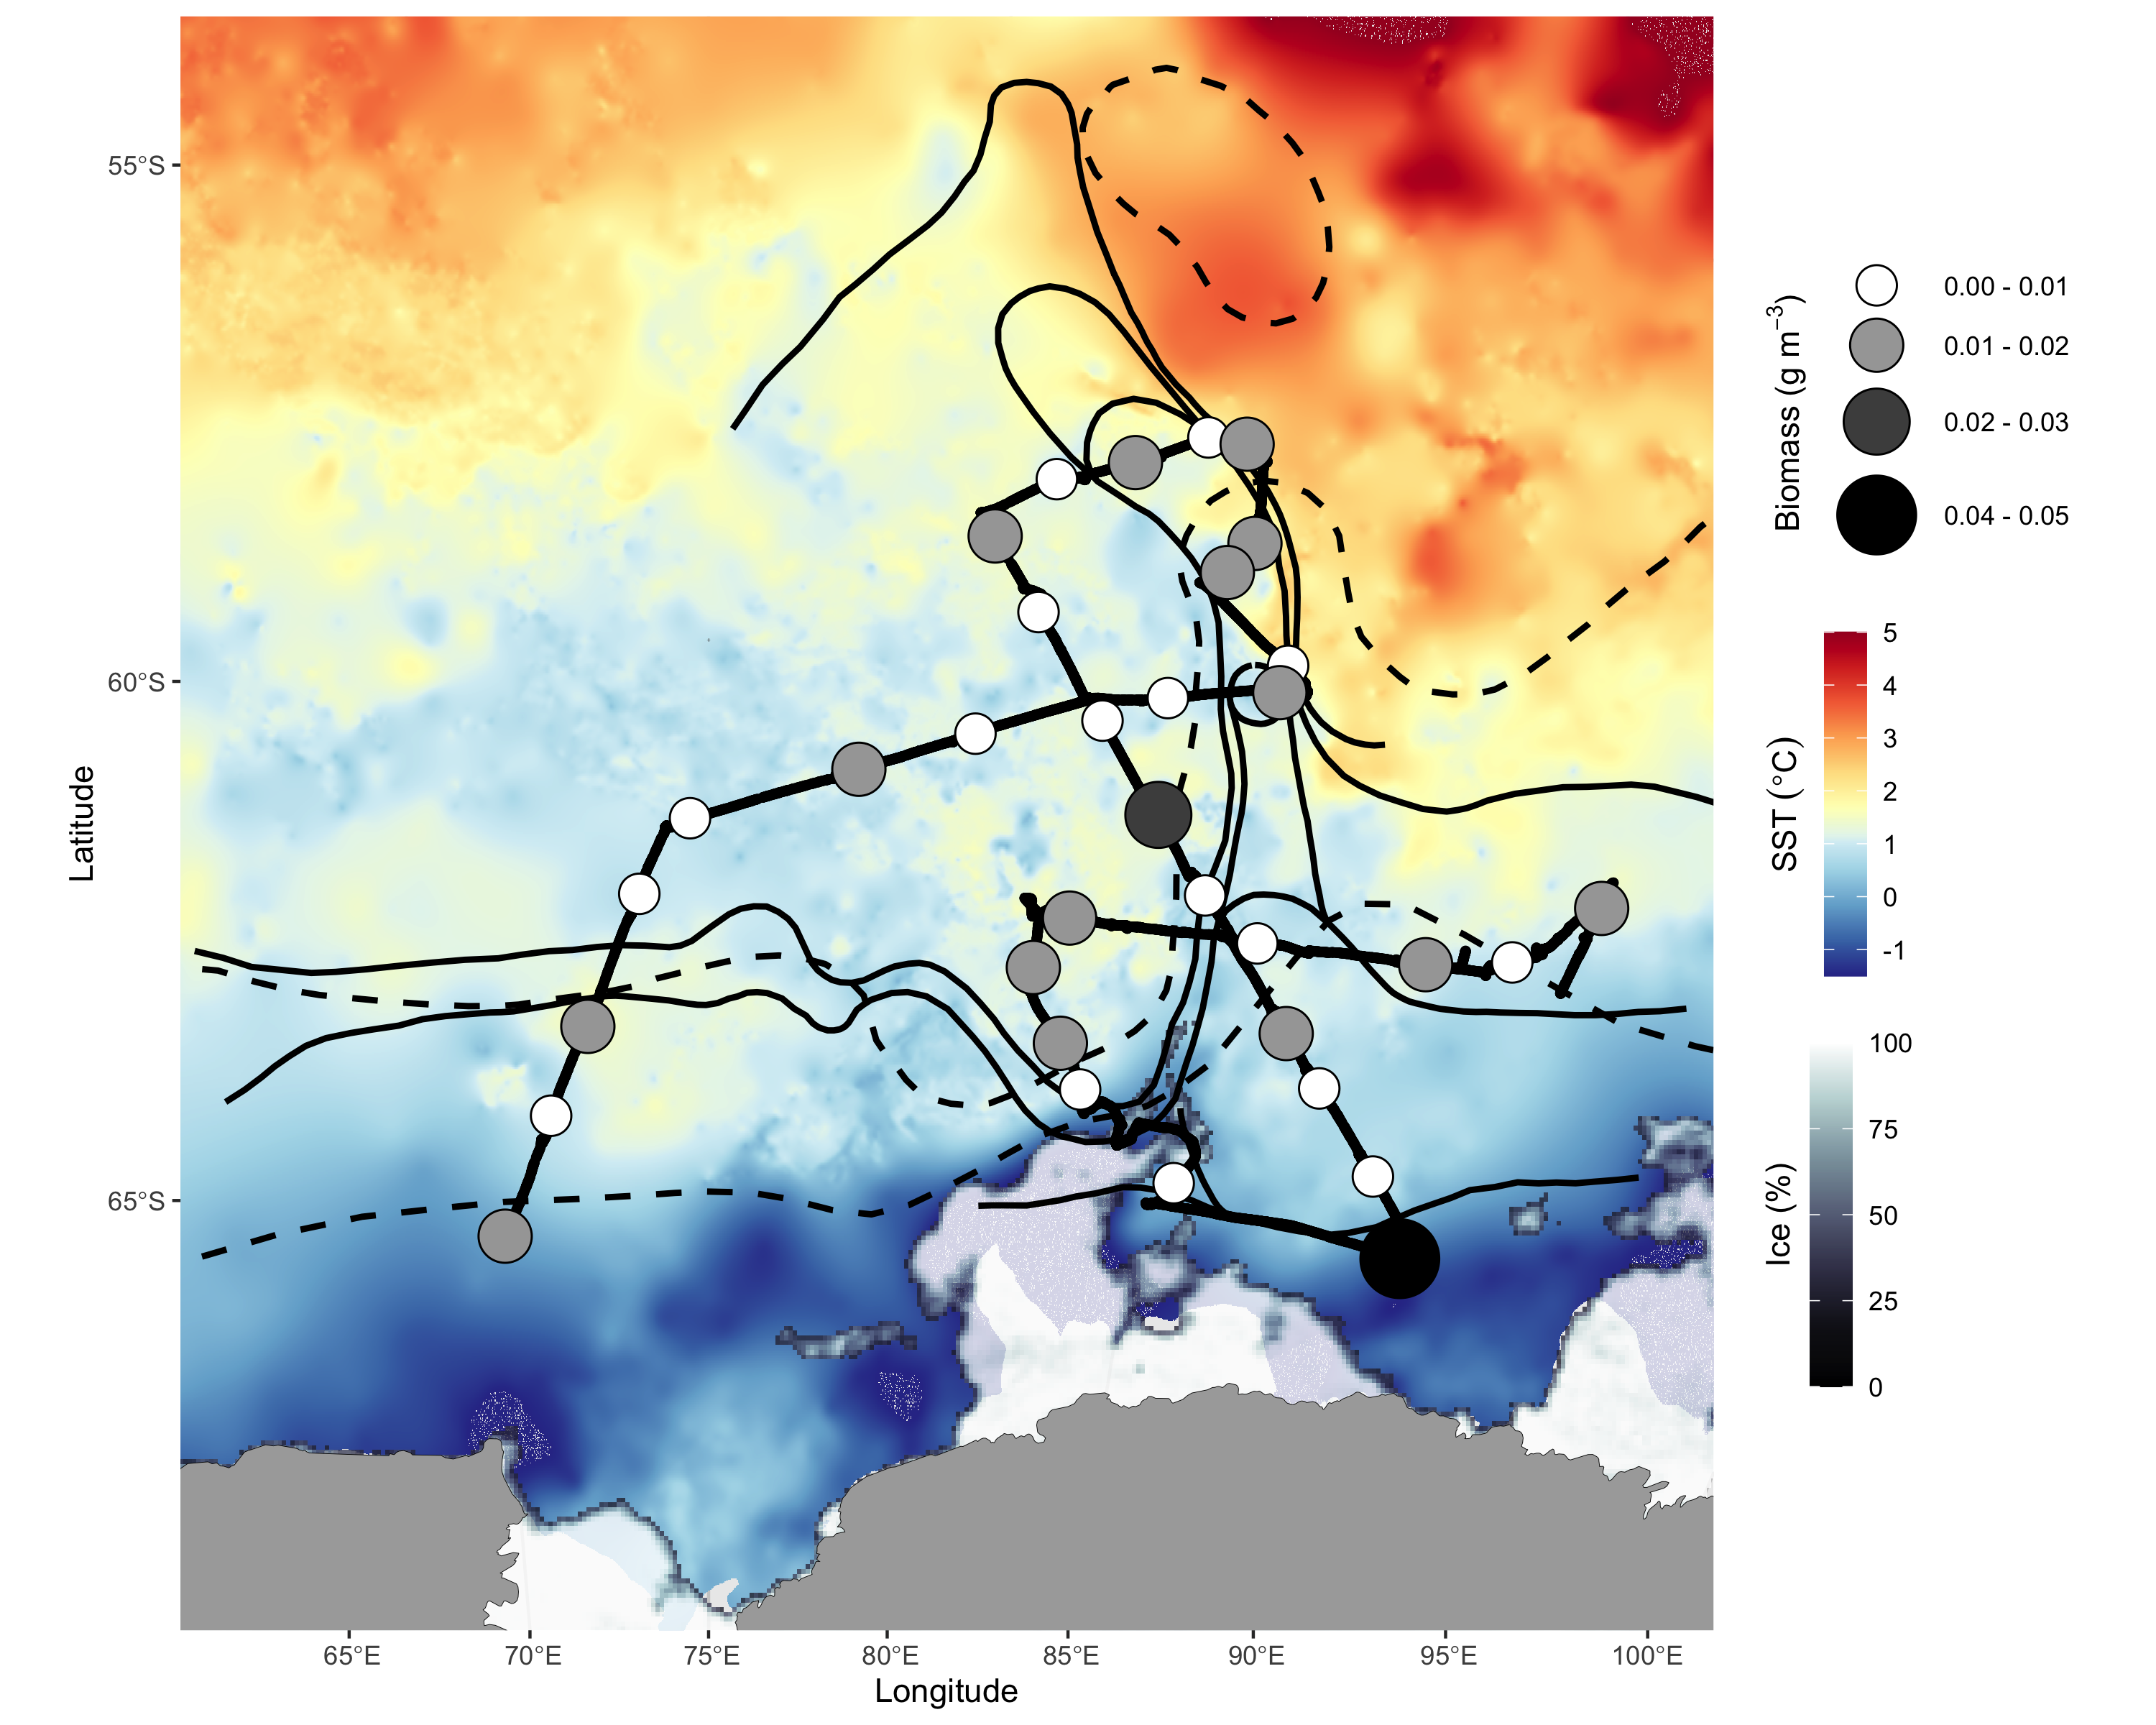 55°S
60°S
65°S
Latitude
65°E 70°E 75°E 80°E 85°E 90°E 95°E 100°E
Longitude
Biomass (g m⁻³)
0.00 - 0.01
0.01 - 0.02
0.02 - 0.03
0.04 - 0.05
SST (°C)
5
4
3
2
1
0
-1
Ice (%)
100
75
50
25
0